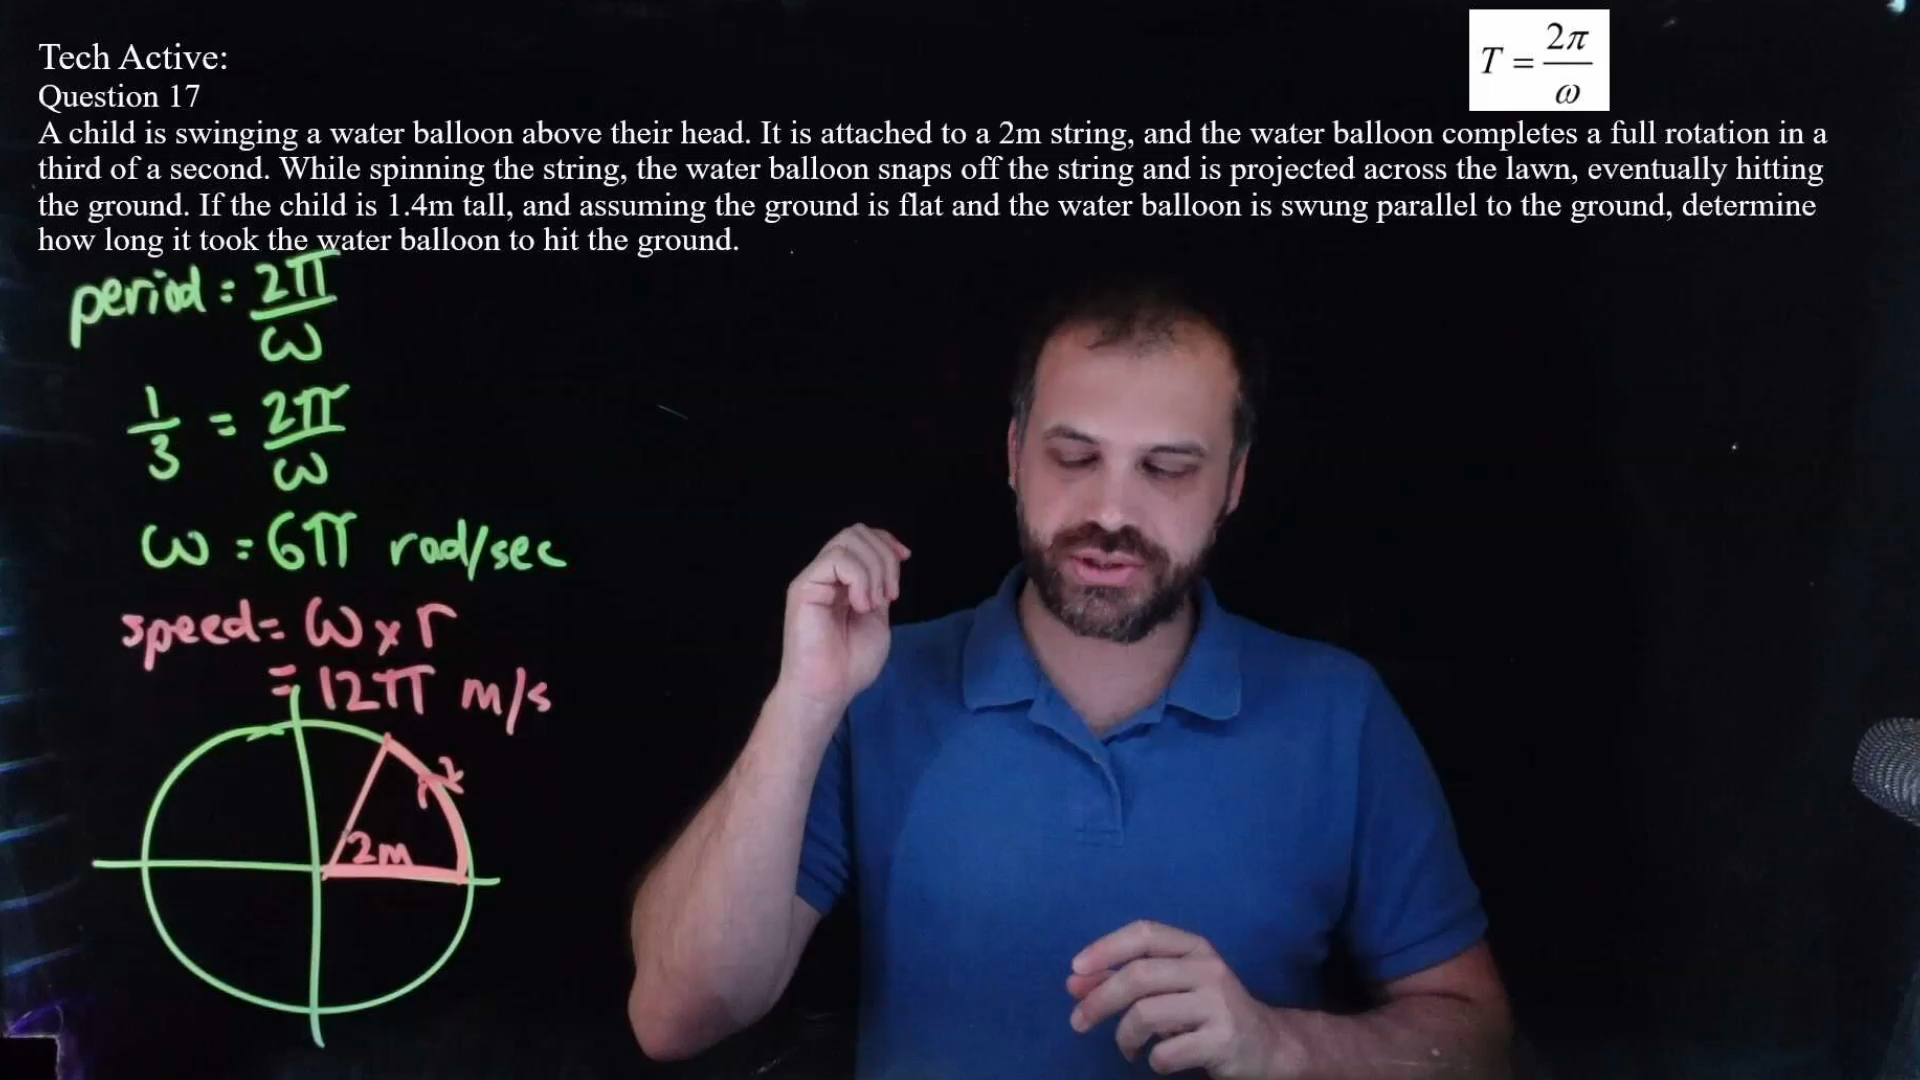 Tech Active:
T = 2π/ω
Question 17
A child is swinging a water balloon above their head. It is attached to a 2m string, and the water balloon completes a full rotation in a
third of a second. While spinning the string, the water balloon snaps off the string and is projected across the lawn, eventually hitting
the ground. If the child is 1.4m tall, and assuming the ground is flat and the water balloon is swung parallel to the ground, determine
how long it took the water balloon to hit the ground.
period = 2π/ω
1/3 = 2π/ω
ω = 6π rad/sec
speed = ω × r
= 12π m/s
2m